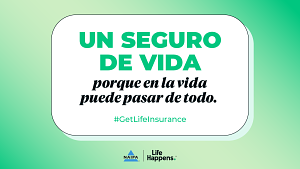 UN SEGURO
DE VIDA
porque en la vida
puede pasar de todo.
#GetLifeInsurance
NAIFA
Life
Happens.